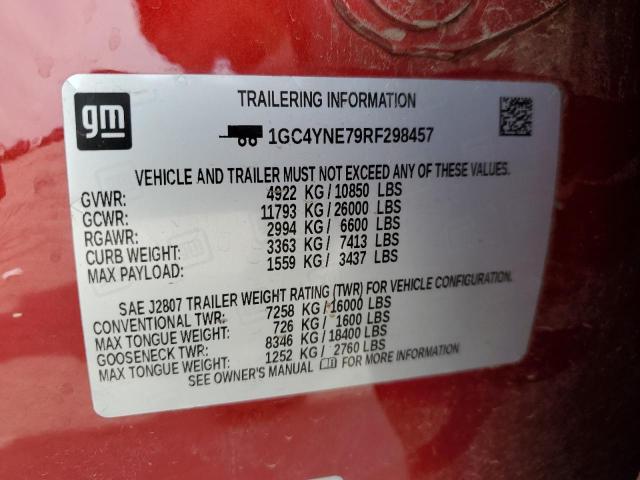 gm
TRAILERING INFORMATION
1GC4YNE79RF298457
VEHICLE AND TRAILER MUST NOT EXCEED ANY OF THESE VALUES.
GVWR: 4922 KG/10850 LBS
GCWR: 11793 KG/26000 LBS
RGAWR: 2994 KG/ 6600 LBS
CURB WEIGHT: 3363 KG/ 7413 LBS
MAX PAYLOAD: 1559 KG/ 3437 LBS
SAE J2807 TRAILER WEIGHT RATING (TWR) FOR VEHICLE CONFIGURATION.
CONVENTIONAL TWR: 7258 KG/16000 LBS
MAX TONGUE WEIGHT: 726 KG/ 1600 LBS
GOOSENECK TWR: 8346 KG/18400 LBS
MAX TONGUE WEIGHT: 1252 KG/ 2760 LBS
SEE OWNER'S MANUAL FOR MORE INFORMATION